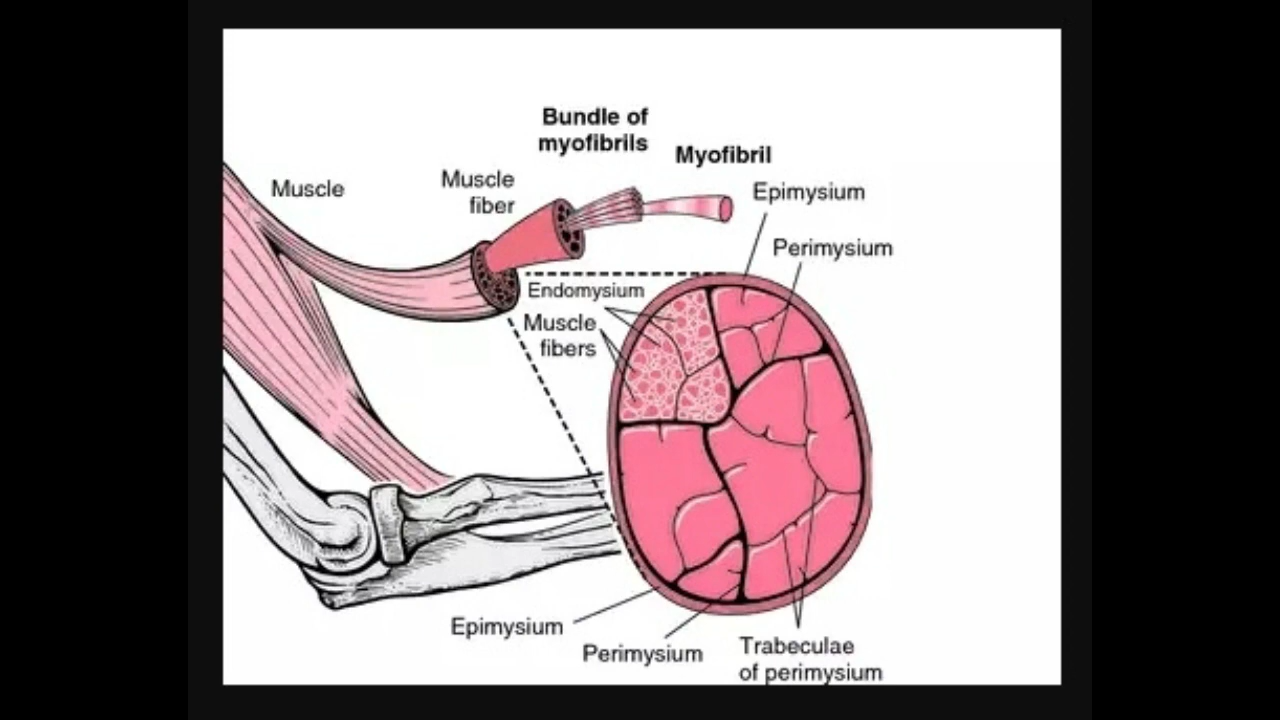 Bundle of
myofibrils
Myofibril
Muscle
Muscle
fiber
Epimysium
Perimysium
Endomysium
Muscle
fibers
Epimysium
Perimysium
Trabeculae
of perimysium